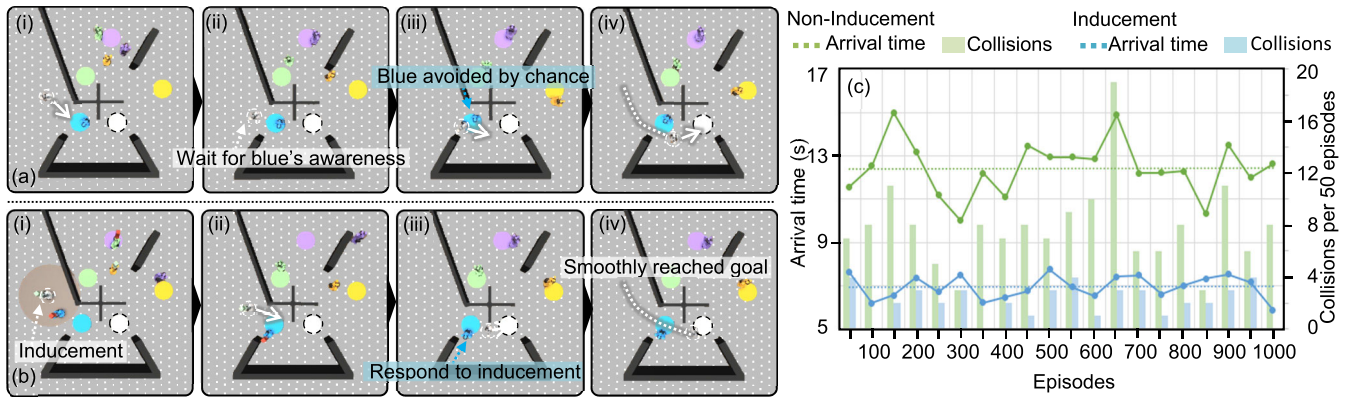 (i)
(ii)
(iii)
(iv)
Blue avoided by chance
Wait for blue's awareness
(a)
(i)
(ii)
(iii)
(iv)
Smoothly reached goal
Inducement
Respond to inducement
(b)
Non-Inducement
Inducement
Arrival time
Collisions
Arrival time
Collisions
(c)
17
13
9
5
Arrival time (s)
20
16
12
8
4
0
Collisions per 50 episodes
100 200 300 400 500 600 700 800 900 1000
Episodes